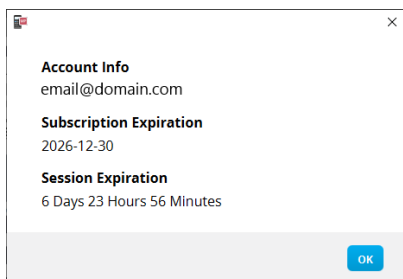 Account Info
email@domain.com
Subscription Expiration
2026-12-30
Session Expiration
6 Days 23 Hours 56 Minutes
OK